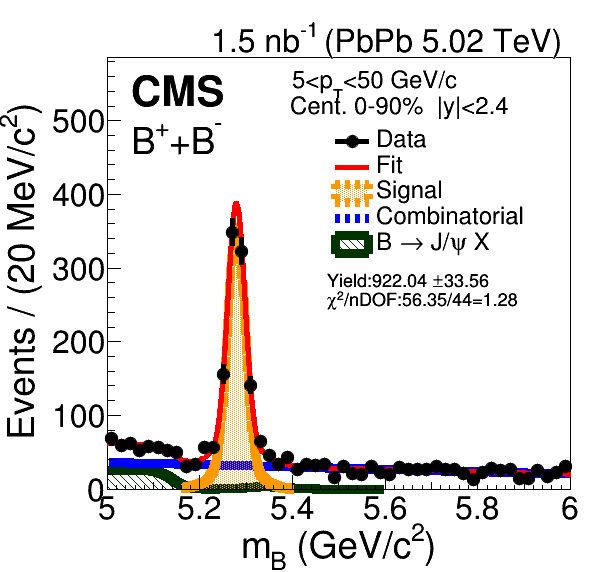 1.5 nb⁻¹ (PbPb 5.02 TeV)
CMS
5<p_T<50 GeV/c
Cent. 0-90% |y|<2.4
B⁺+B⁻
Data
Fit
Signal
Combinatorial
B → J/ψ X
Yield:922.04 ±33.56
χ²/nDOF:56.35/44=1.28
Events / (20 MeV/c²)
500
400
300
200
100
0
5 5.2 5.4 5.6 5.8 6
m_B (GeV/c²)